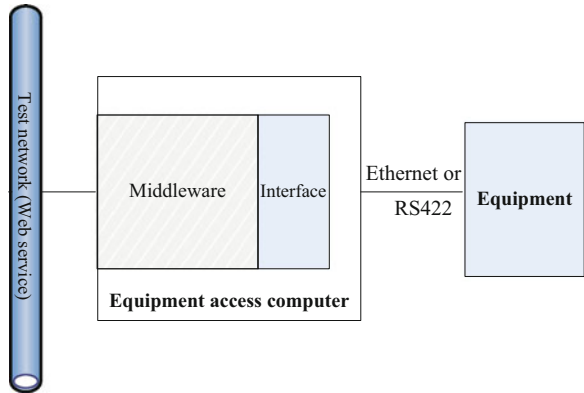 Test network (Web service)
Middleware
Interface
Equipment access computer
Ethernet or
RS422
Equipment